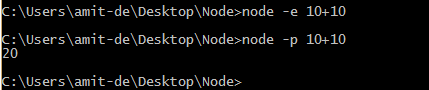 C:\Users\amit-de\Desktop\Node>node -e 10+10
C:\Users\amit-de\Desktop\Node>node -p 10+10
20
C:\Users\amit-de\Desktop\Node>